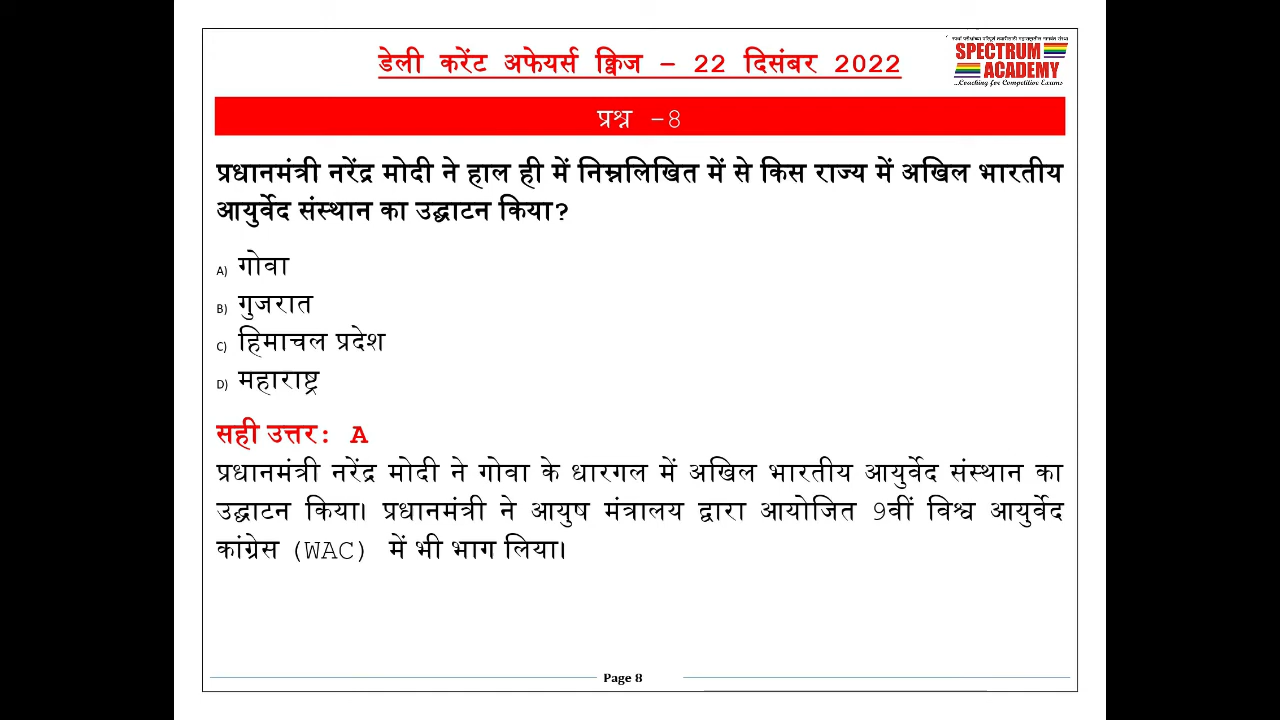 डेली करेंट अफेयर्स क्विज – 22 दिसंबर 2022
SPECTRUM
ACADEMY
...Coaching for Competitive Exams
प्रश्न -8
प्रधानमंत्री नरेंद्र मोदी ने हाल ही में निम्नलिखित में से किस राज्य में अखिल भारतीय
आयुर्वेद संस्थान का उद्घाटन किया?
A) गोवा
B) गुजरात
C) हिमाचल प्रदेश
D) महाराष्ट्र
सही उत्तर: A
प्रधानमंत्री नरेंद्र मोदी ने गोवा के धारगल में अखिल भारतीय आयुर्वेद संस्थान का
उद्घाटन किया। प्रधानमंत्री ने आयुष मंत्रालय द्वारा आयोजित 9वीं विश्व आयुर्वेद
कांग्रेस (WAC) में भी भाग लिया।
Page 8